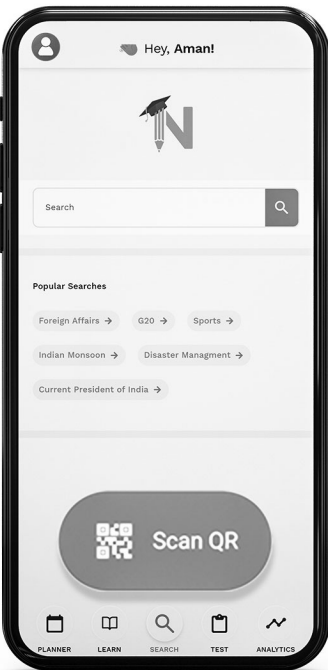 Hey, Aman!
N
Search
Popular Searches
Foreign Affairs →
G20 →
Sports →
Indian Monsoon →
Disaster Managment →
Current President of India →
Scan QR
PLANNER
LEARN
SEARCH
TEST
ANALYTICS